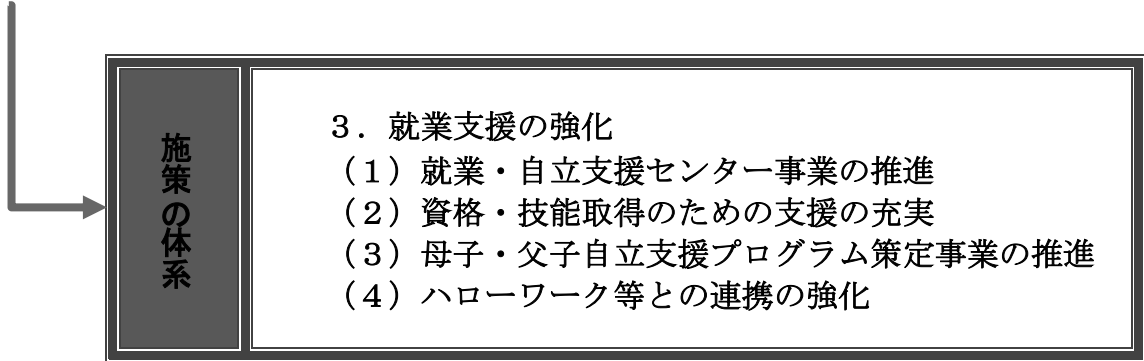 施策の体系
３．就業支援の強化
（１）就業・自立支援センター事業の推進
（２）資格・技能取得のための支援の充実
（３）母子・父子自立支援プログラム策定事業の推進
（４）ハローワーク等との連携の強化